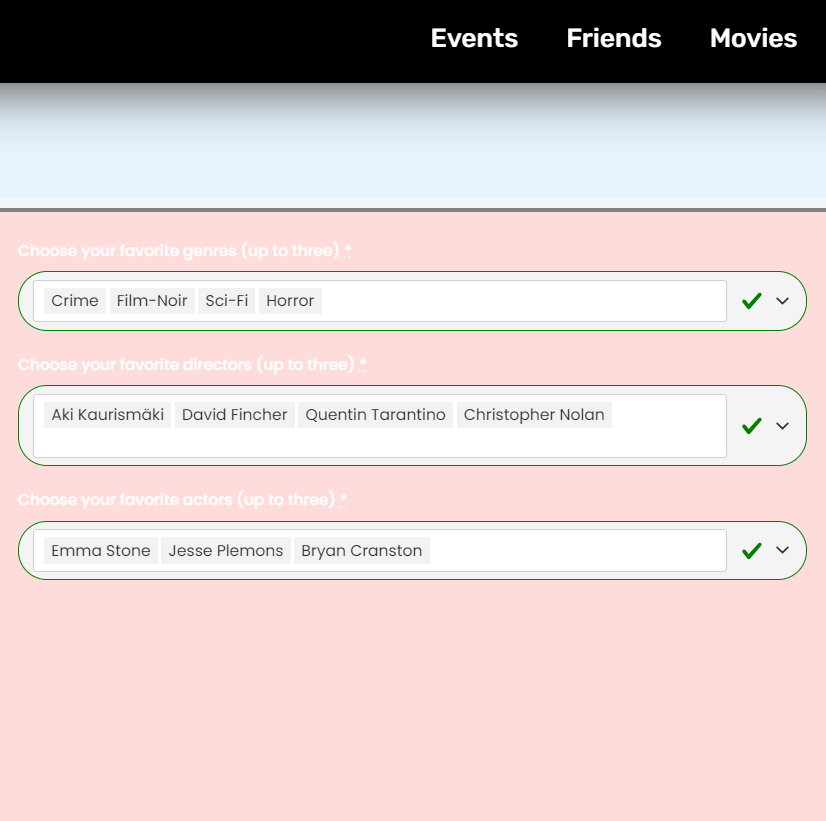 Events Friends Movies
Choose your favorite genres (up to three) *
Crime Film-Noir Sci-Fi Horror
Choose your favorite directors (up to three) *
Aki Kaurismäki David Fincher Quentin Tarantino Christopher Nolan
Choose your favorite actors (up to three) *
Emma Stone Jesse Plemons Bryan Cranston